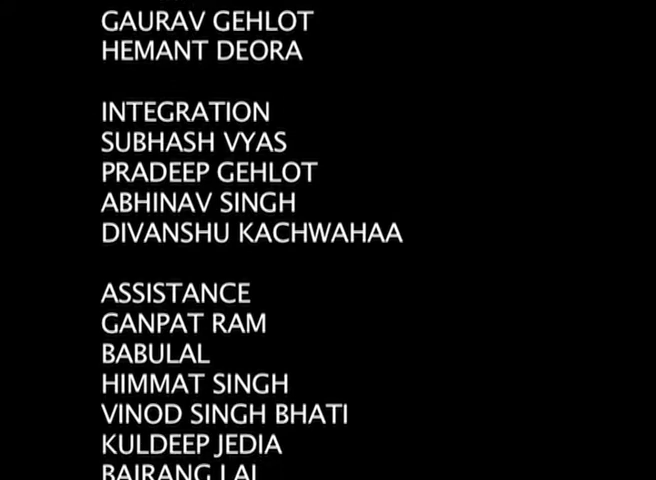 GAURAV GEHLOT
HEMANT DEORA
INTEGRATION
SUBHASH VYAS
PRADEEP GEHLOT
ABHINAV SINGH
DIVANSHU KACHWAHAA
ASSISTANCE
GANPAT RAM
BABULAL
HIMMAT SINGH
VINOD SINGH BHATI
KULDEEP JEDIA
BAJRANG LAL